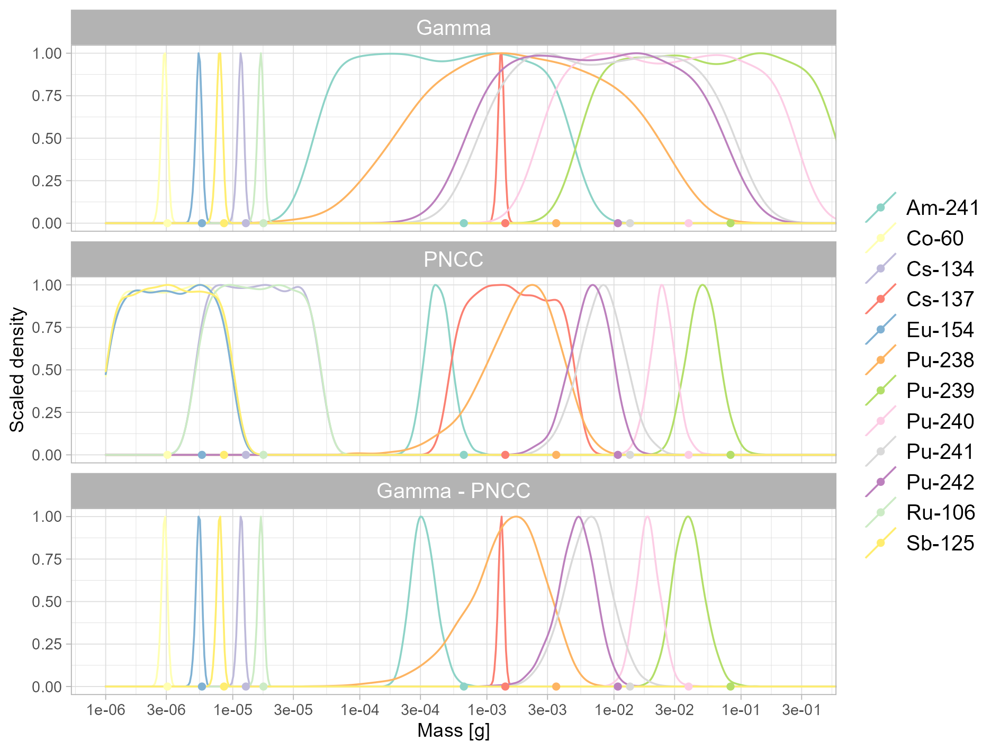 Gamma
1.00
0.75
0.50
0.25
0.00
PNCC
1.00
0.75
0.50
0.25
0.00
Gamma - PNCC
1.00
0.75
0.50
0.25
0.00
1e-06 3e-06 1e-05 3e-05 1e-04 3e-04 1e-03 3e-03 1e-02 3e-02 1e-01 3e-01
Mass [g]
Scaled density
Am-241
Co-60
Cs-134
Cs-137
Eu-154
Pu-238
Pu-239
Pu-240
Pu-241
Pu-242
Ru-106
Sb-125